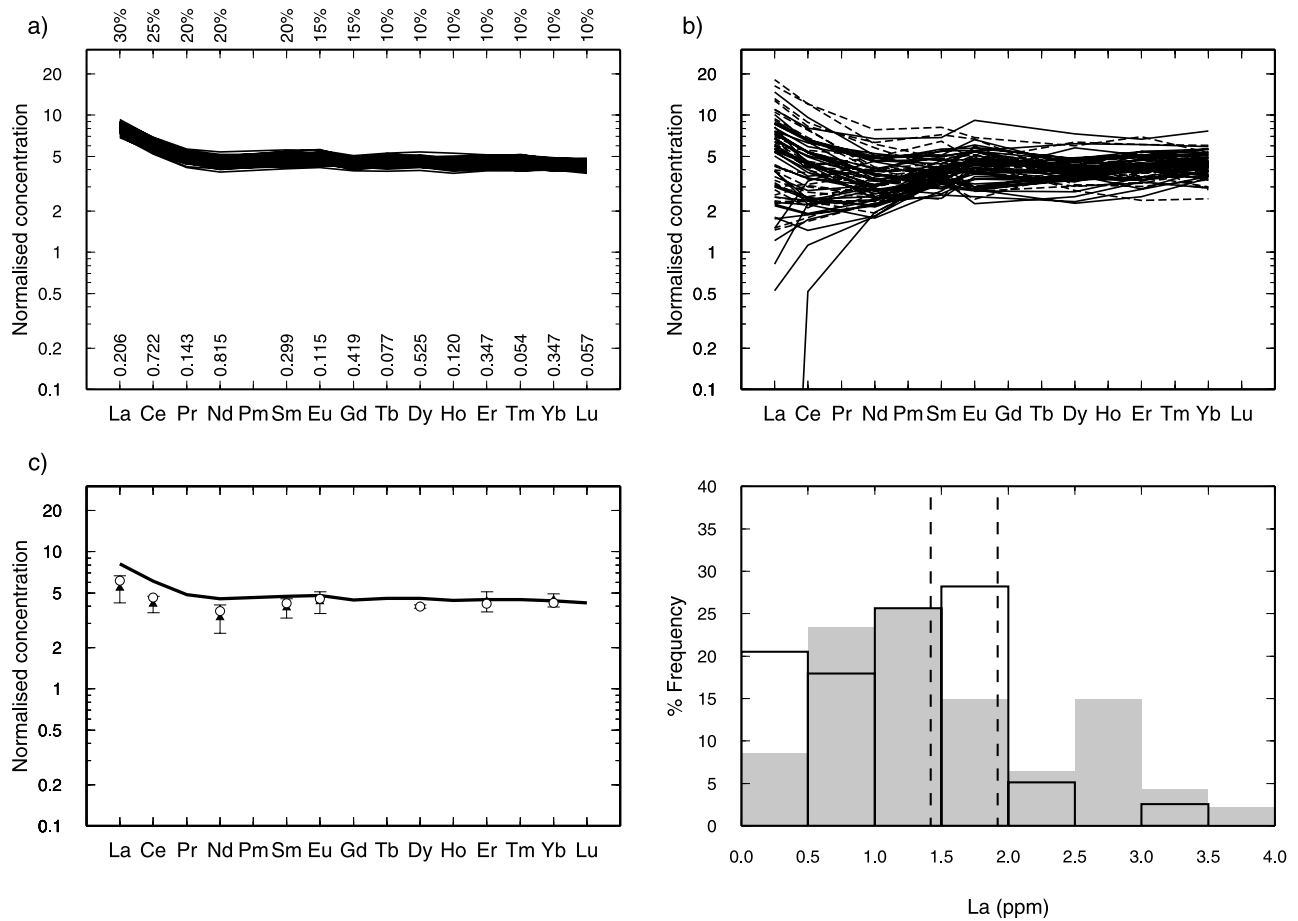 a)
30% 25% 20% 20% 20% 15% 15% 10% 10% 10% 10% 10% 10% 10%
Normalised concentration
20
10
5
2
1
0.5
0.2
0.1
0.206 0.722 0.143 0.815 0.299 0.115 0.419 0.077 0.525 0.120 0.347 0.054 0.347 0.057
La Ce Pr Nd Pm Sm Eu Gd Tb Dy Ho Er Tm Yb Lu
b)
Normalised concentration
20
10
5
2
1
0.5
0.2
0.1
La Ce Pr Nd Pm Sm Eu Gd Tb Dy Ho Er Tm Yb Lu
c)
Normalised concentration
20
10
5
2
1
0.5
0.2
0.1
La Ce Pr Nd Pm Sm Eu Gd Tb Dy Ho Er Tm Yb Lu
% Frequency
40
35
30
25
20
15
10
5
0
0.0 0.5 1.0 1.5 2.0 2.5 3.0 3.5 4.0
La (ppm)